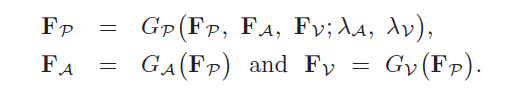 F𝒫 = G𝒫(F𝒫, F𝒜, F𝒱; λ𝒜, λ𝒱),
F𝒜 = G𝒜(F𝒫) and F𝒱 = G𝒱(F𝒫).